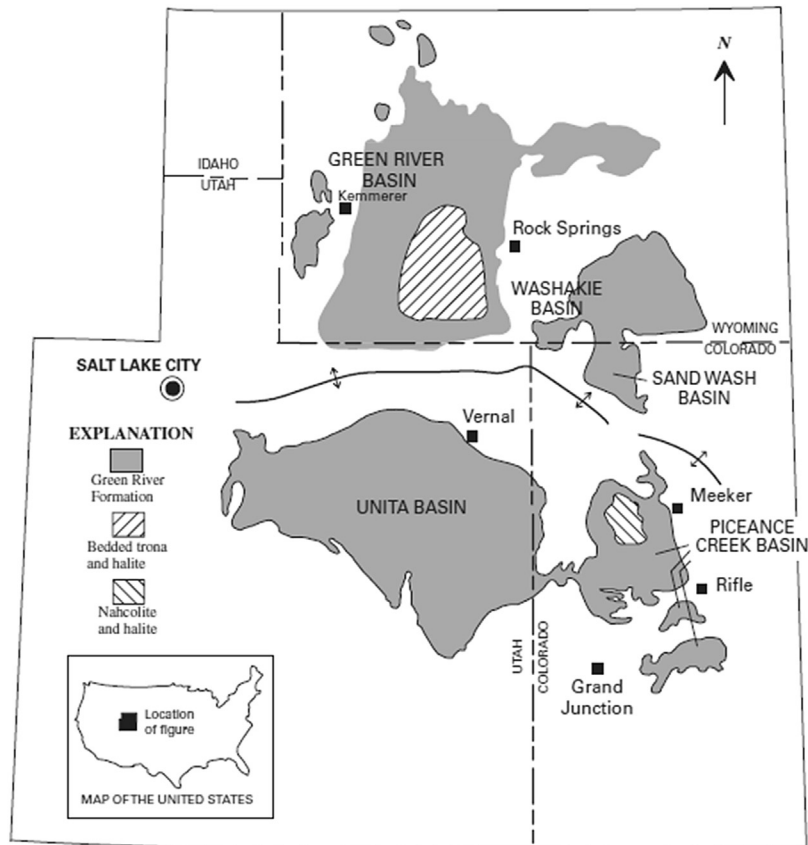 N
IDAHO
UTAH
GREEN RIVER
BASIN
Kemmerer
Rock Springs
WASHAKIE
BASIN
WYOMING
COLORADO
SALT LAKE CITY
SAND WASH
BASIN
EXPLANATION
Green River
Formation
Bedded trona
and halite
Nahcolite
and halite
Vernal
UNITA BASIN
Meeker
PICEANCE
CREEK BASIN
Rifle
UTAH
COLORADO
Grand
Junction
Location
of figure
MAP OF THE UNITED STATES